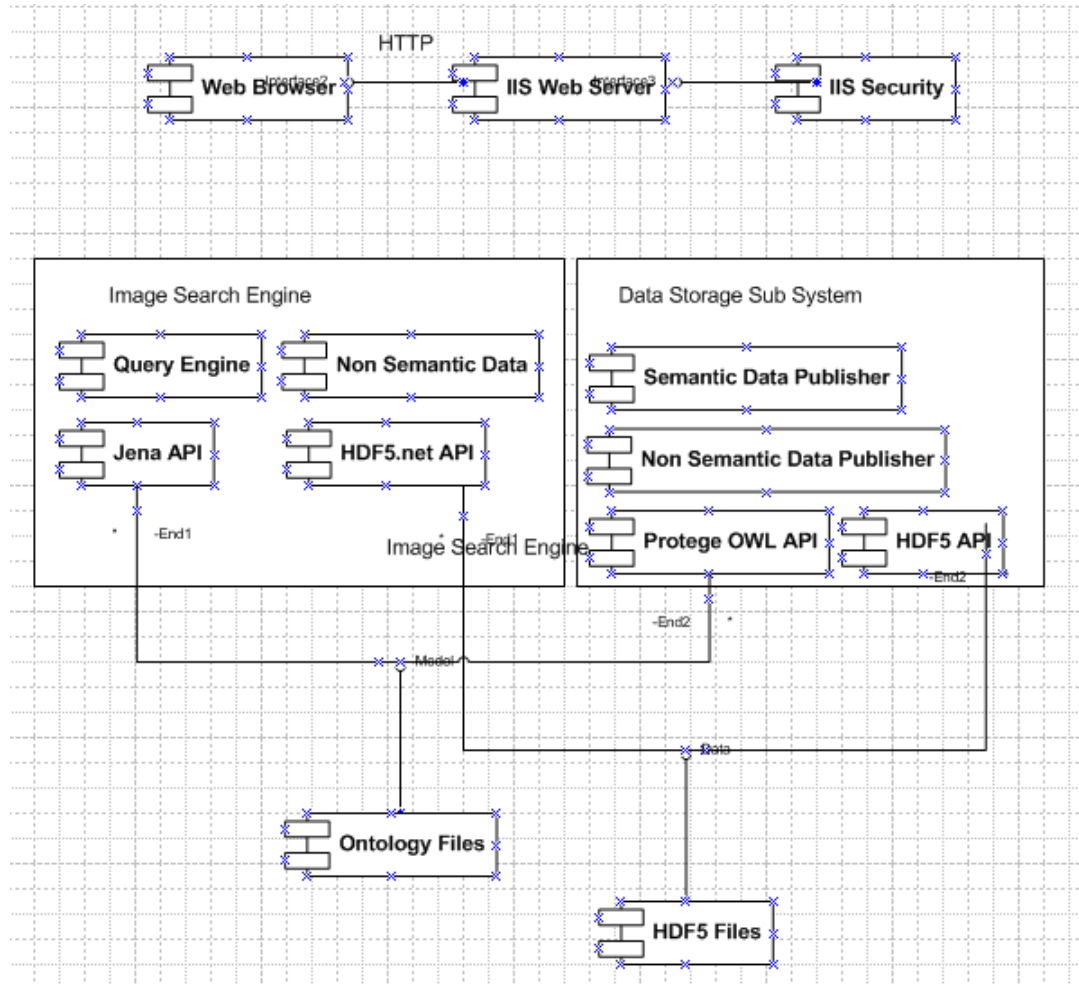 HTTP
Web Browser
Interface2
IIS Web Server
Interface3
IIS Security
Image Search Engine
Query Engine
Non Semantic Data
Jena API
HDF5.net API
*
-End1
*
-End1
Image Search Engine
Data Storage Sub System
Semantic Data Publisher
Non Semantic Data Publisher
Protege OWL API
HDF5 API
-End2
-End2
*
Model
Data
Ontology Files
HDF5 Files